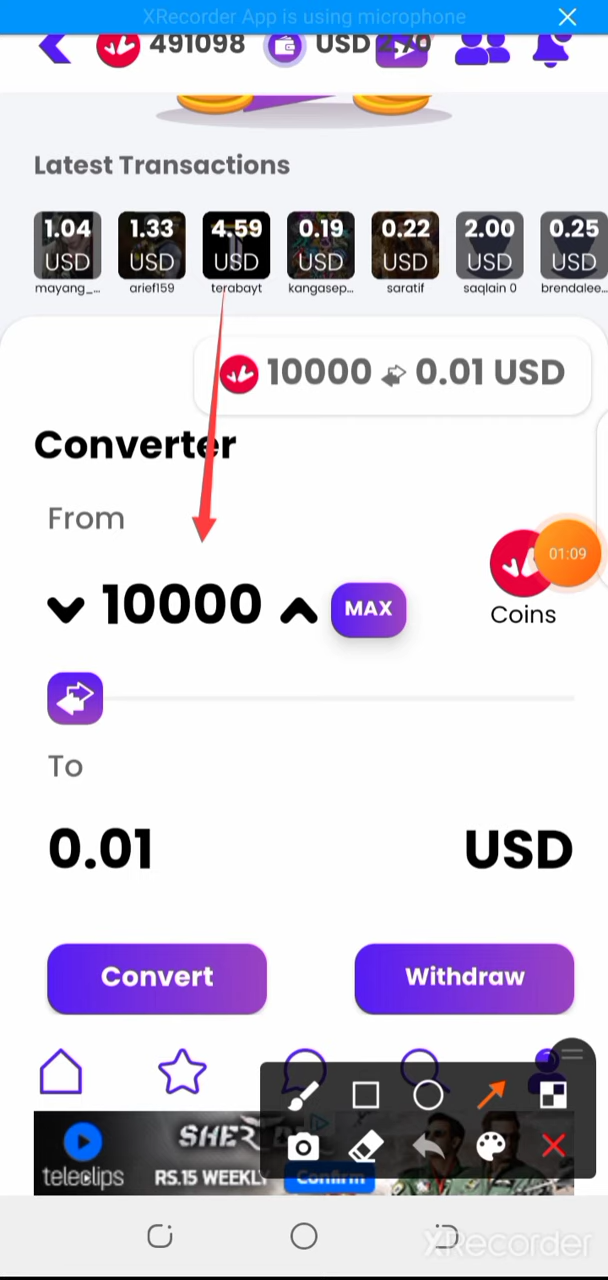 XRecorder App is using microphone
491098 USD 2.70
Latest Transactions
1.04 1.33 4.59 0.19 0.22 2.00 0.25
USD USD USD USD USD USD USD
mayang_... arief159 terabayt kangasep... saratif saqlain 0 brendalee...
10000 0.01 USD
Converter
From
01:09
10000 MAX
Coins
To
0.01 USD
Convert Withdraw
teleclips RS.15 WEEKLY Confirm
XRecorder